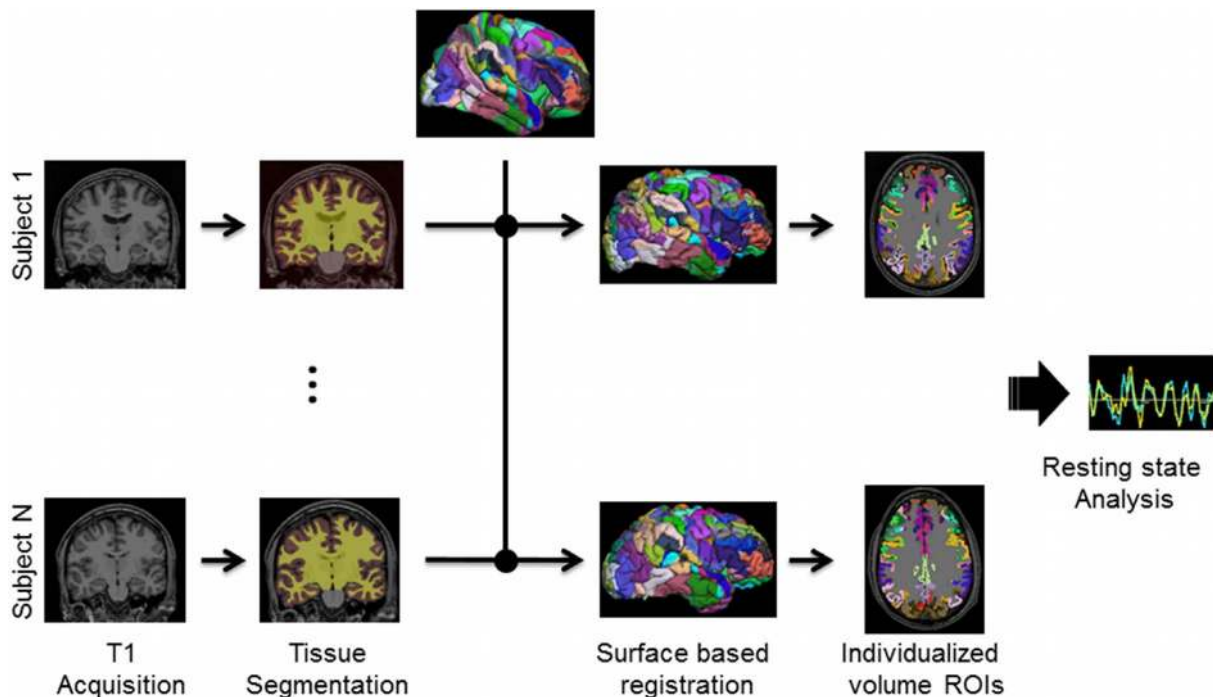 Subject 1
Resting state
Analysis
Subject N
T1
Acquisition
Tissue
Segmentation
Surface based
registration
Individualized
volume ROIs